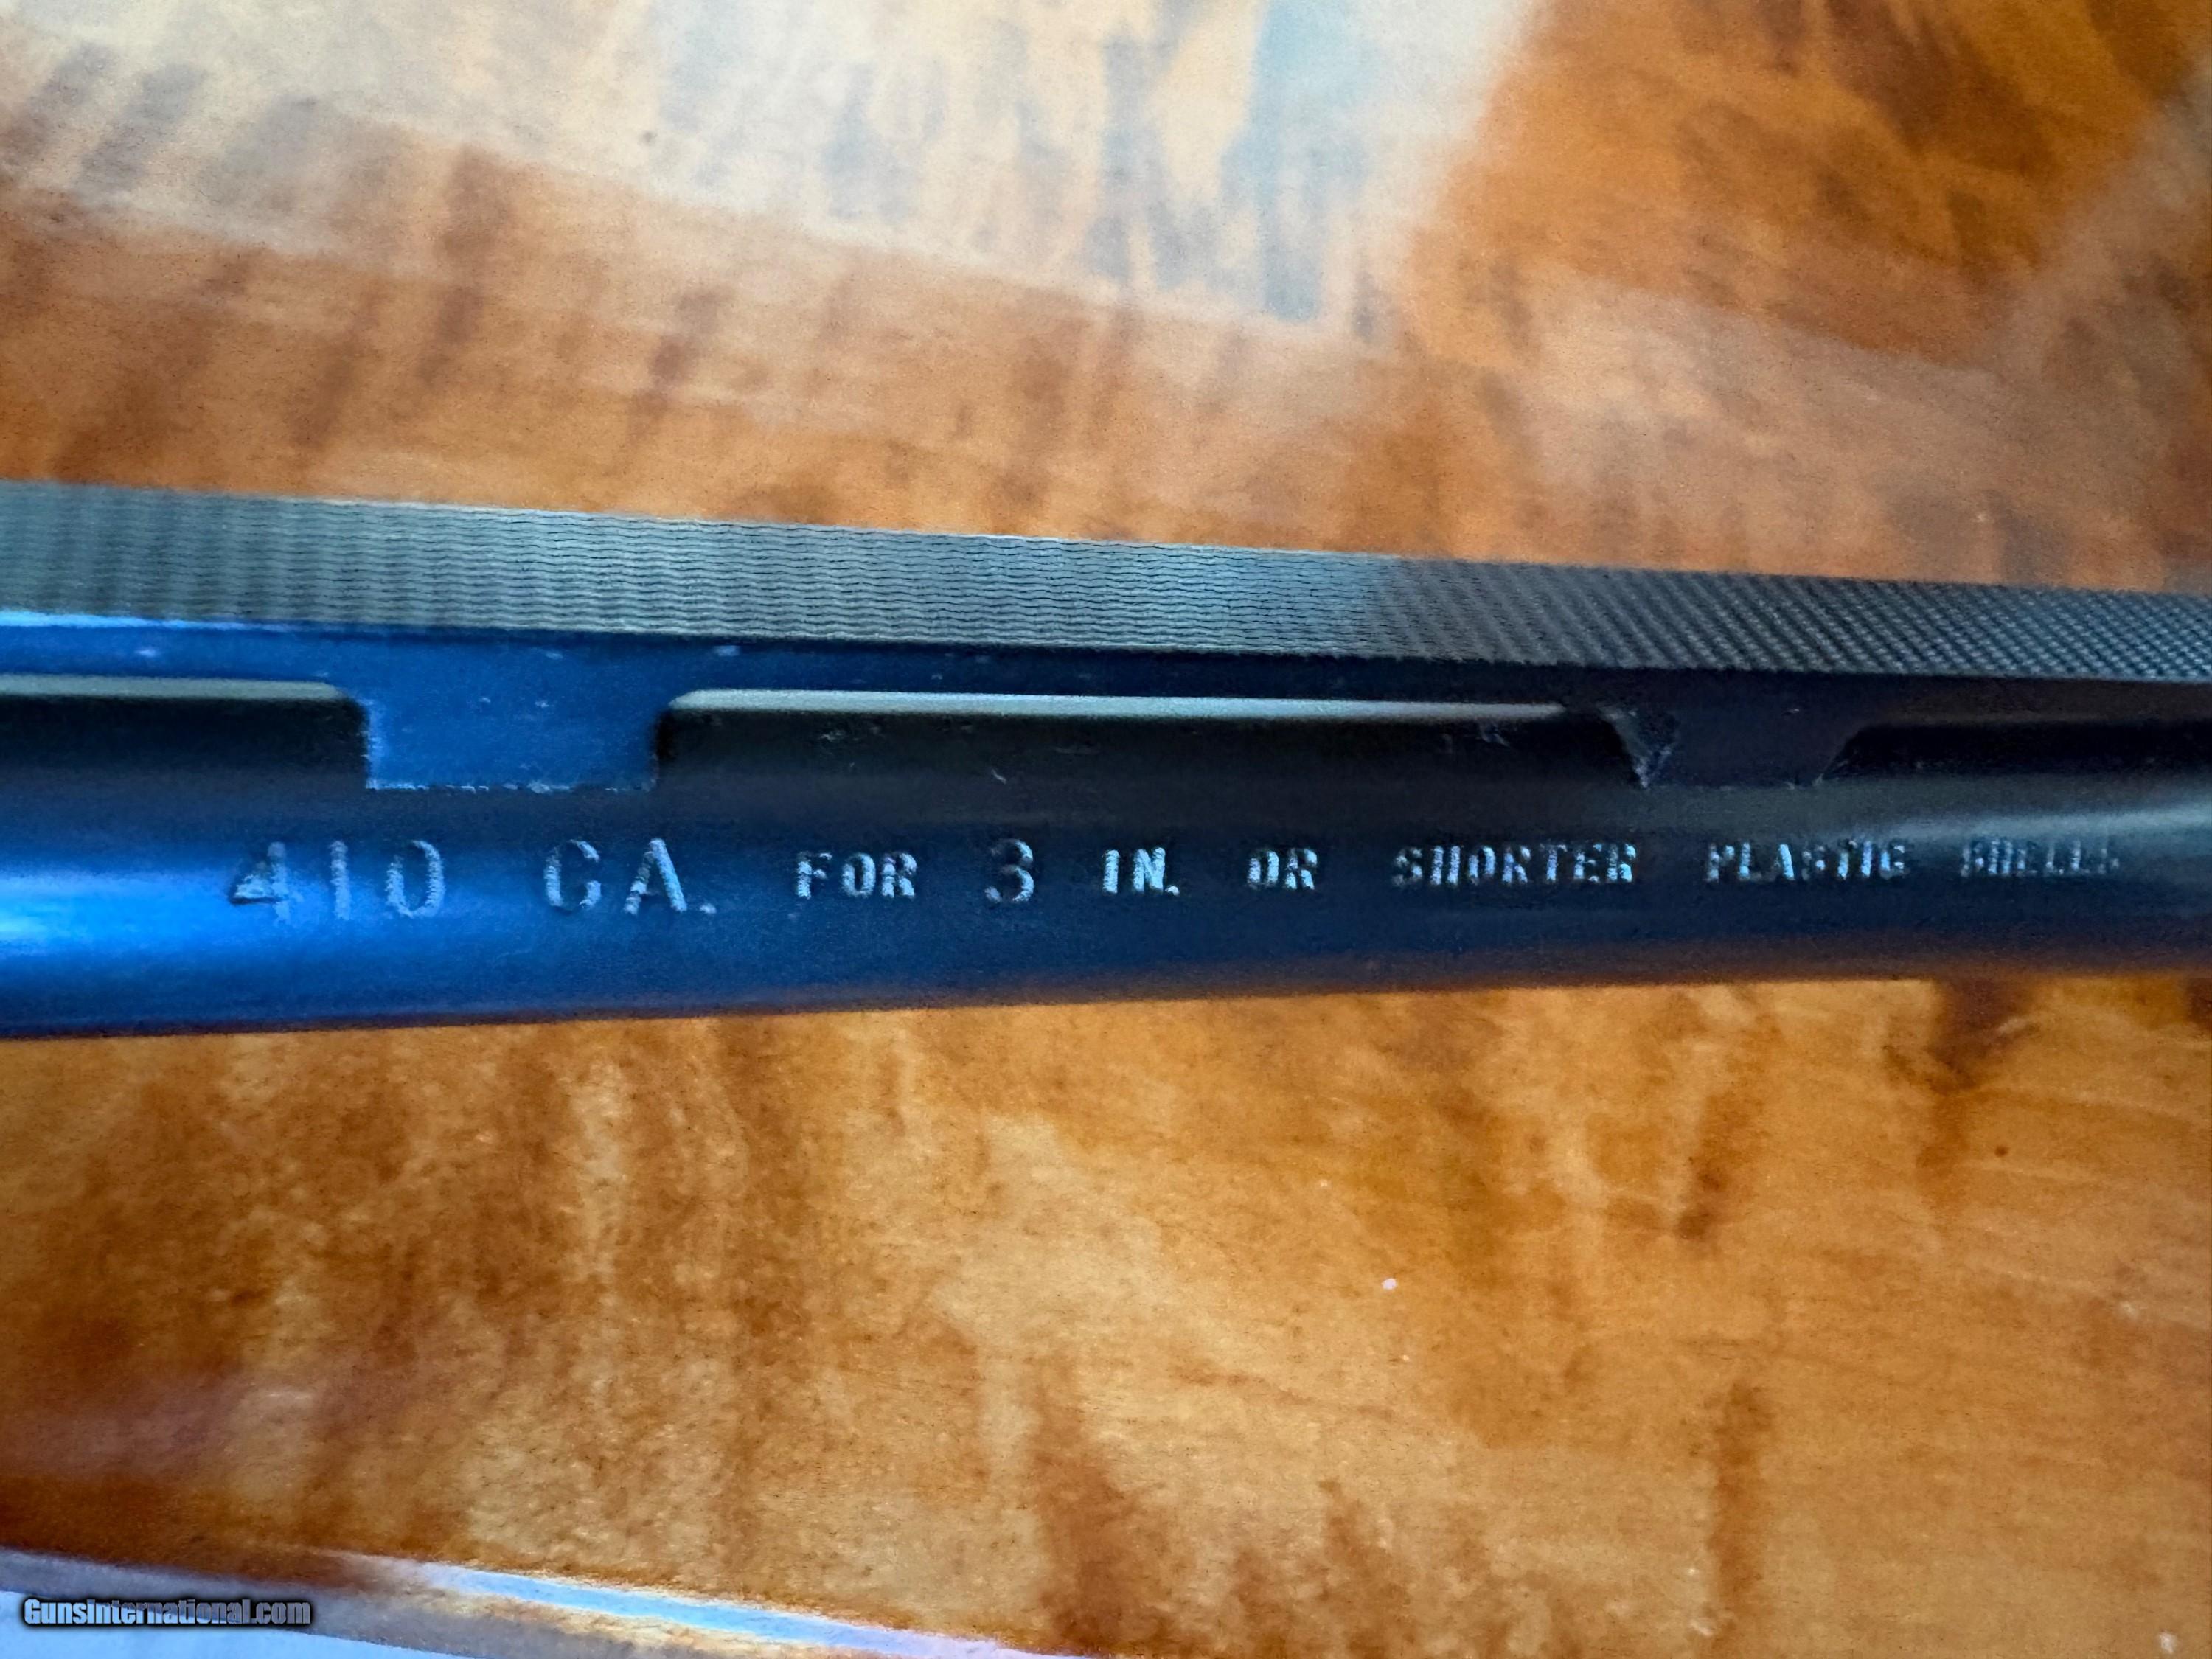 410 GA. FOR 3 IN. OR SHORTER PLASTIC SHELLS
GunsInternational.com